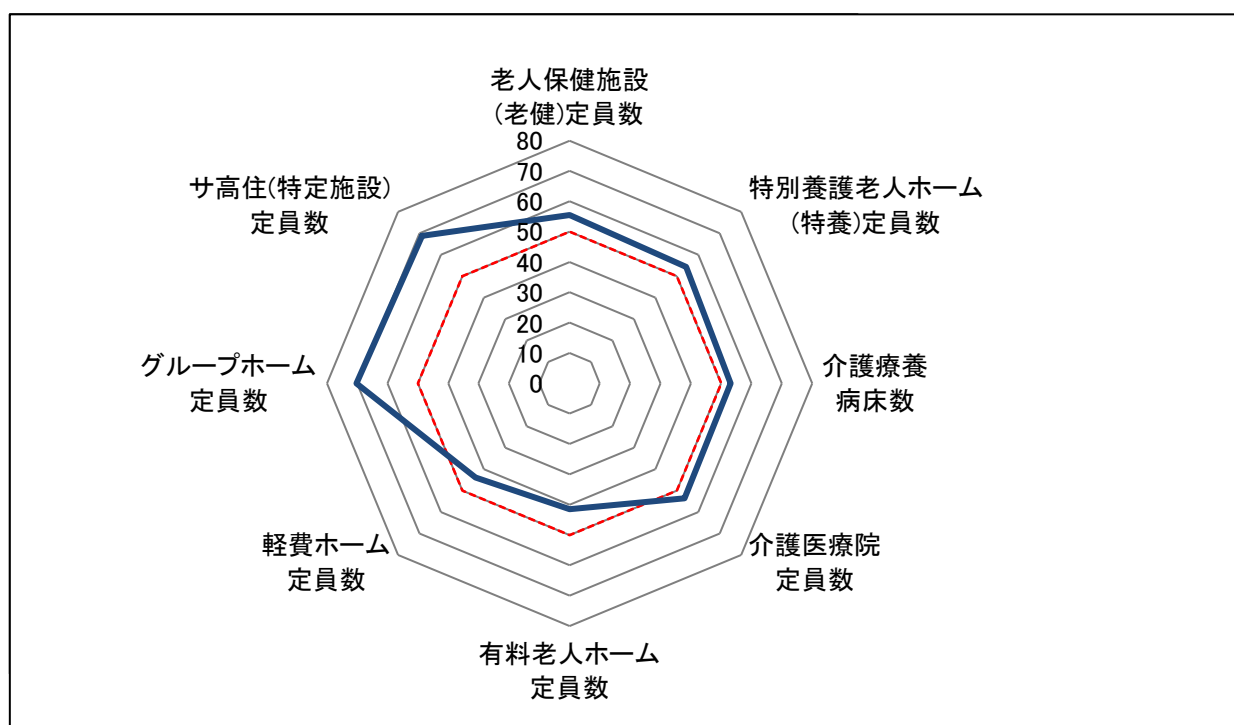 老人保健施設
(老健)定員数
特別養護老人ホーム
(特養)定員数
介護療養
病床数
介護医療院
定員数
有料老人ホーム
定員数
軽費ホーム
定員数
グループホーム
定員数
サ高住(特定施設)
定員数
80
70
60
50
40
30
20
10
0